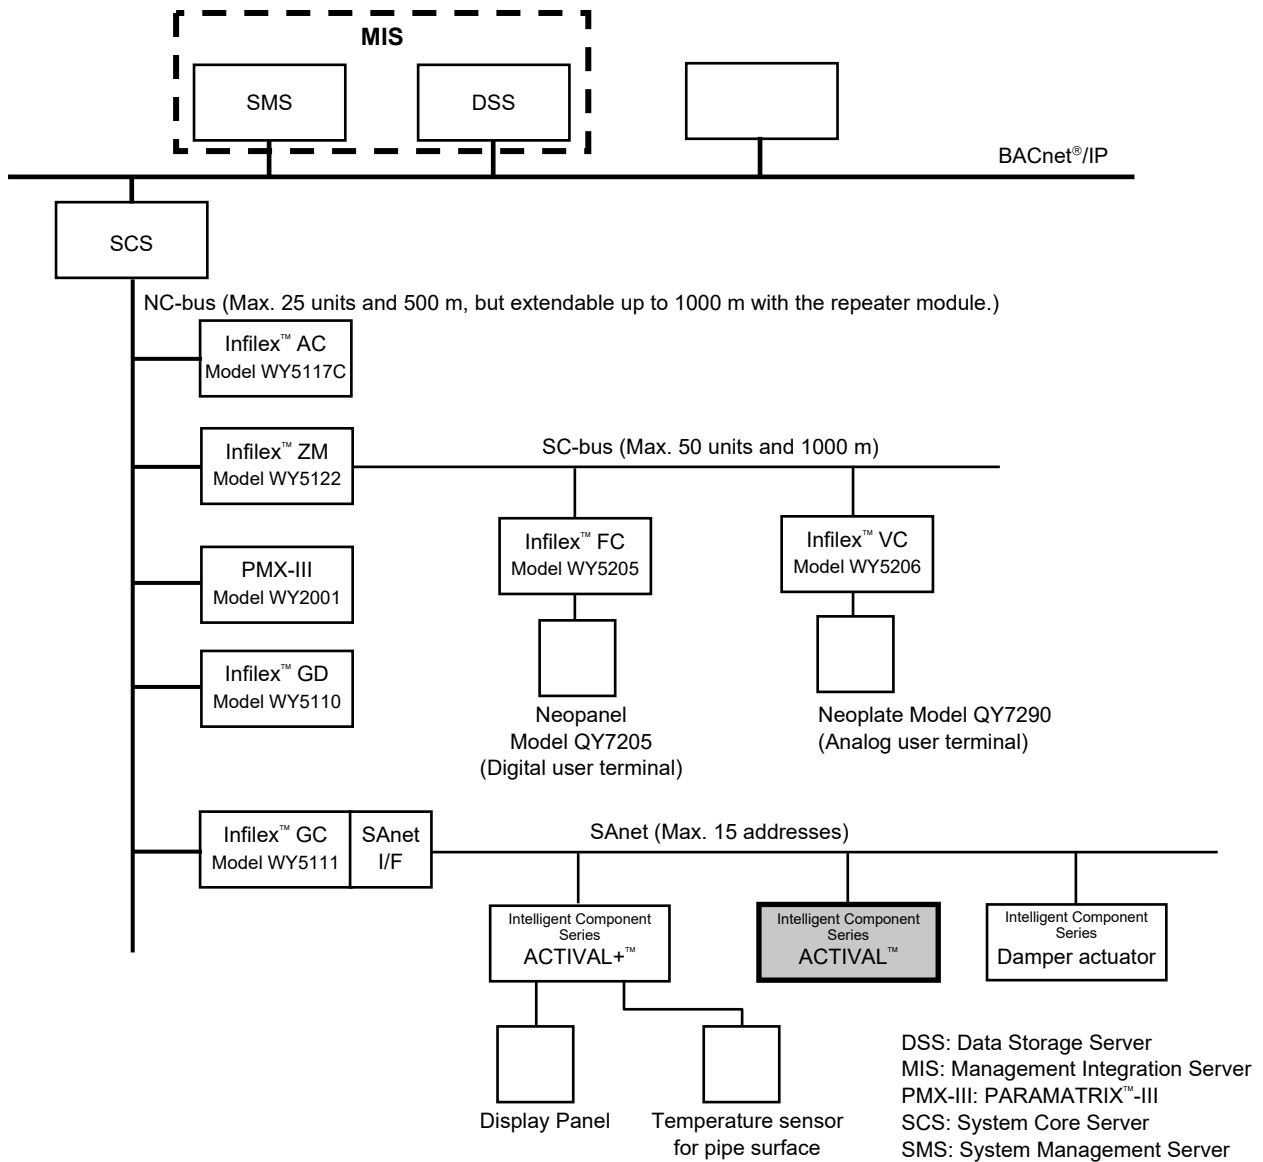 MIS
SMS
DSS
BACnet®/IP
SCS
NC-bus (Max. 25 units and 500 m, but extendable up to 1000 m with the repeater module.)
Infilex™ AC
Model WY5117C
Infilex™ ZM
Model WY5122
SC-bus (Max. 50 units and 1000 m)
Infilex™ FC
Model WY5205
Infilex™ VC
Model WY5206
PMX-III
Model WY2001
Infilex™ GD
Model WY5110
Neopanel
Model QY7205
(Digital user terminal)
Neoplate Model QY7290
(Analog user terminal)
Infilex™ GC
Model WY5111
SAnet
I/F
SAnet (Max. 15 addresses)
Intelligent Component
Series
ACTIVAL+™
Intelligent Component
Series
ACTIVAL™
Intelligent Component
Series
Damper actuator
Display Panel
Temperature sensor
for pipe surface
DSS: Data Storage Server
MIS: Management Integration Server
PMX-III: PARAMATRIX™-III
SCS: System Core Server
SMS: System Management Server